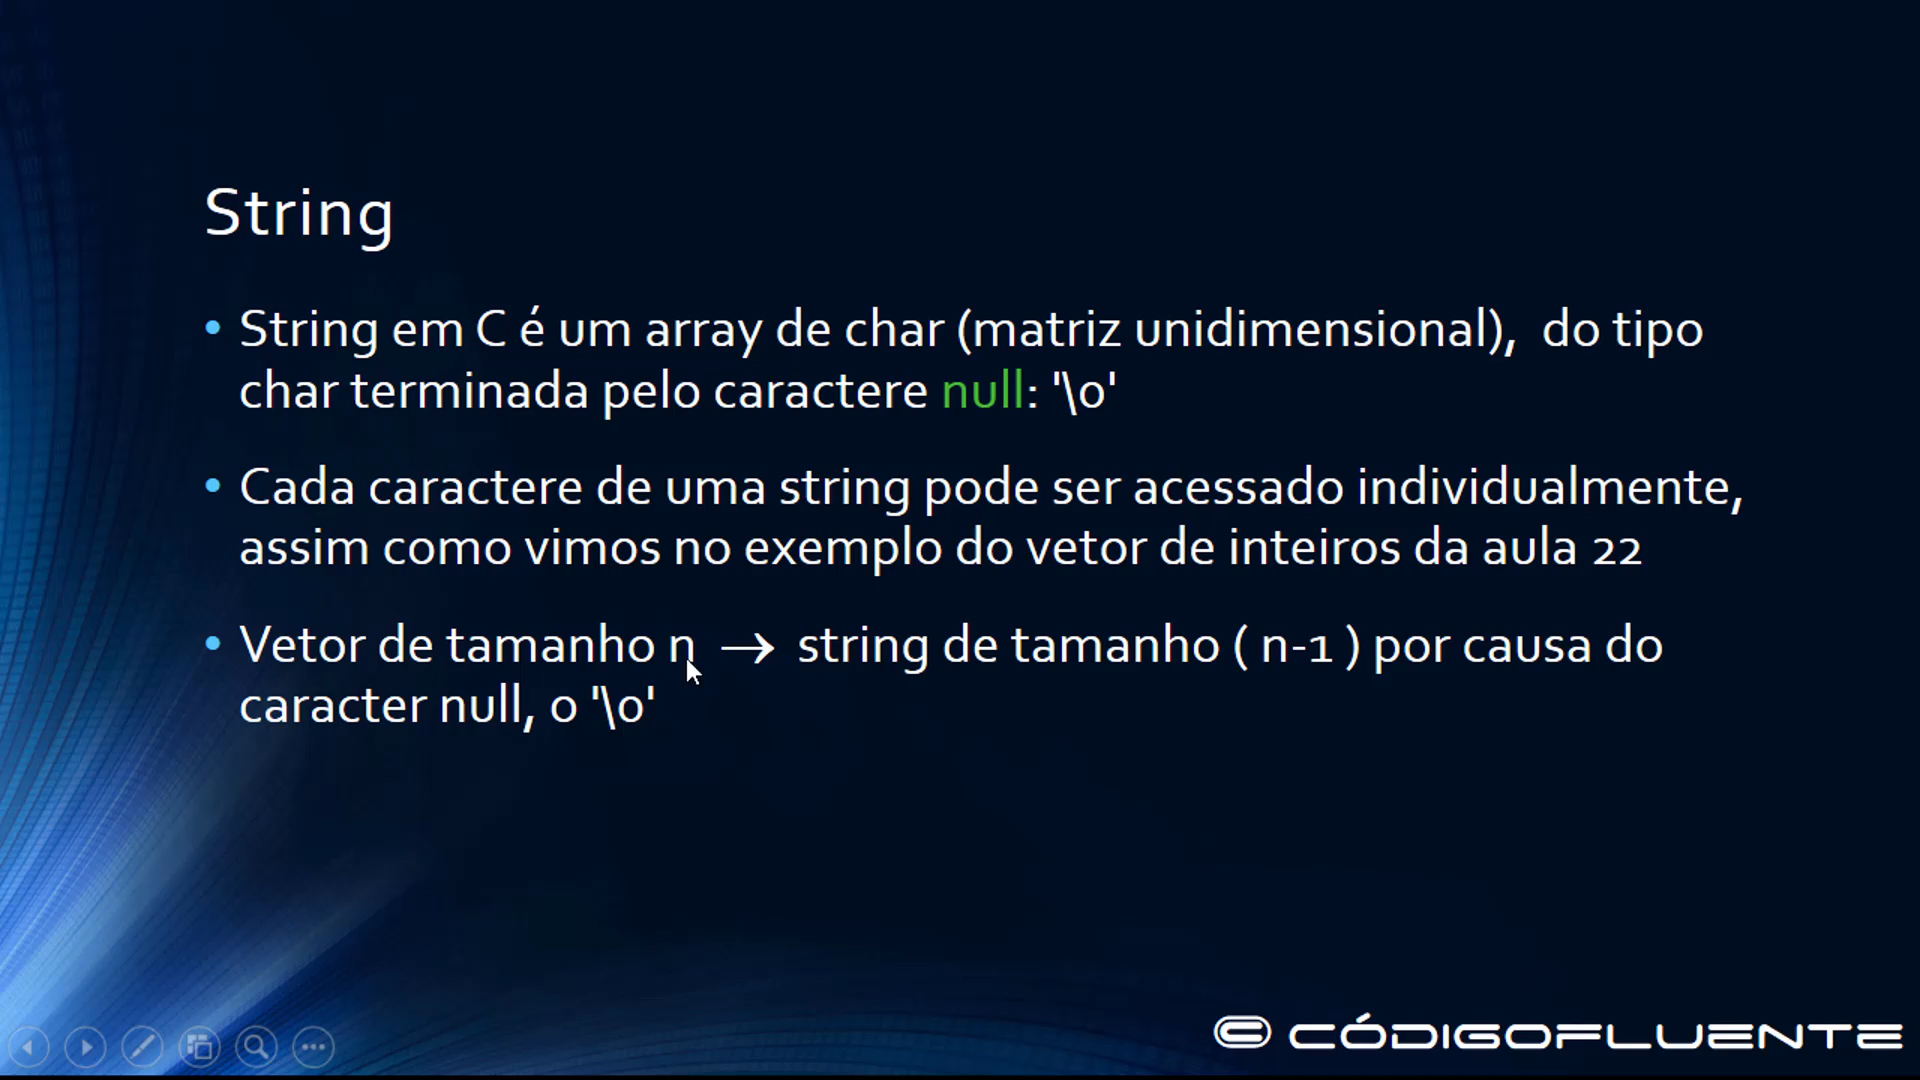 String
• String em C é um array de char (matriz unidimensional),  do tipo
char terminada pelo caractere null: '\0'
• Cada caractere de uma string pode ser acessado individualmente,
assim como vimos no exemplo do vetor de inteiros da aula 22
• Vetor de tamanho n → string de tamanho ( n-1 ) por causa do
caracter null, o '\0'
CÓDIGOFLUENTE